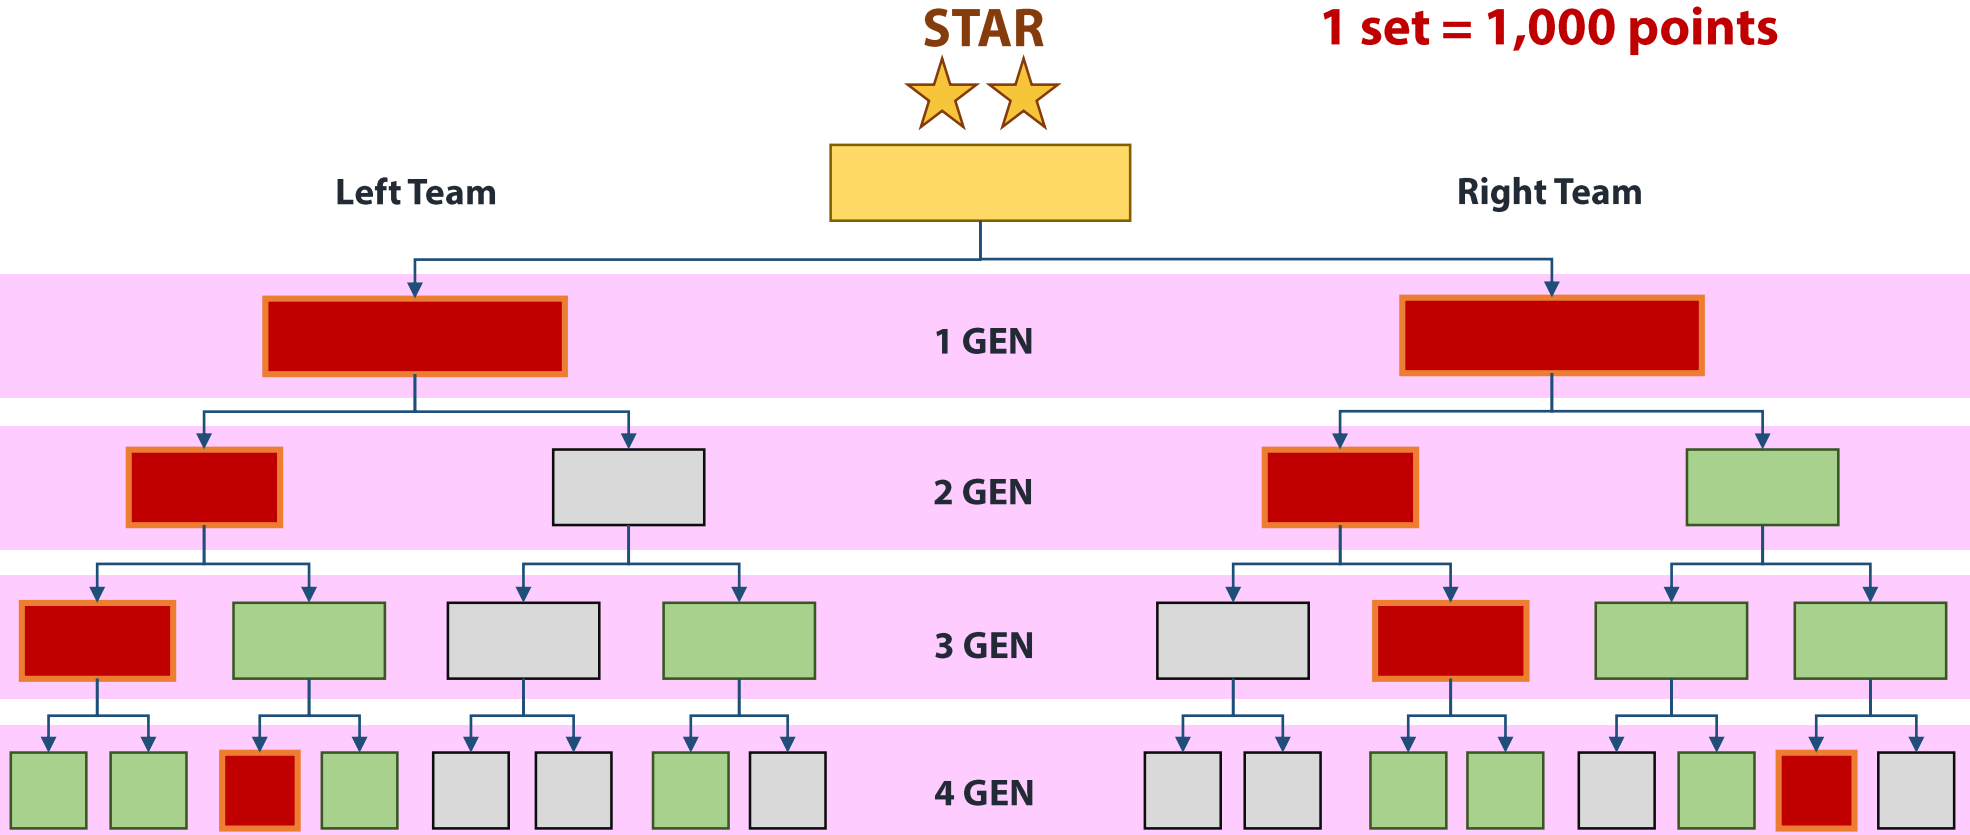 STAR
1 set = 1,000 points
Left Team
Right Team
1 GEN
2 GEN
3 GEN
4 GEN